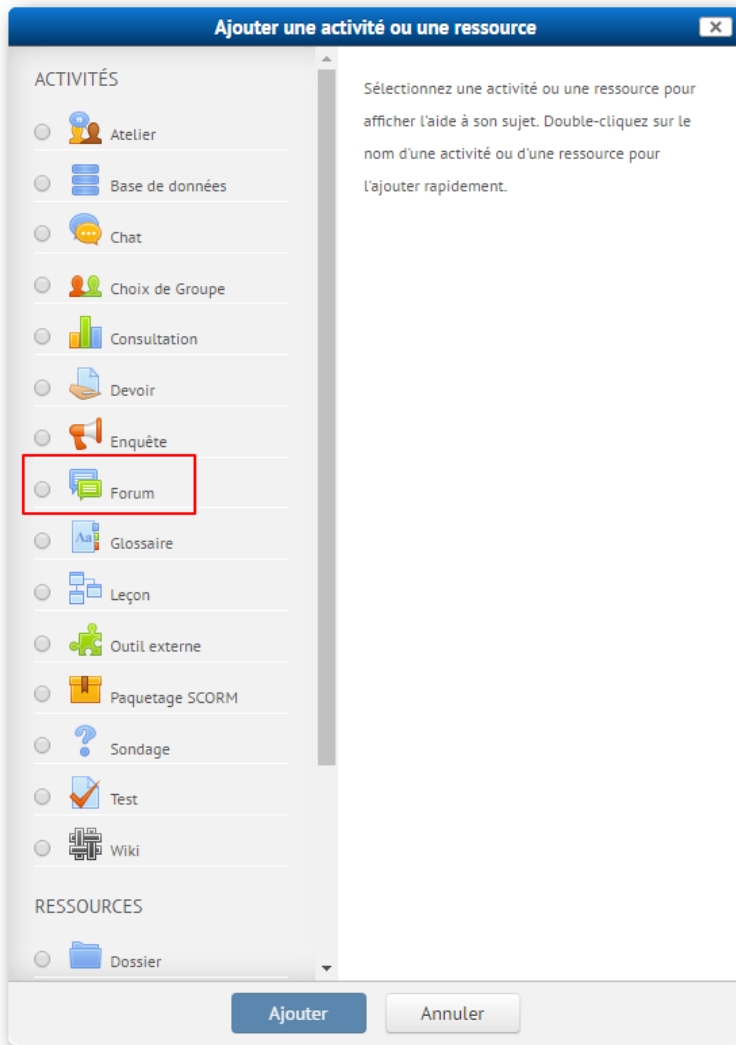 Ajouter une activité ou une ressource
ACTIVITÉS
Atelier
Base de données
Chat
Choix de Groupe
Consultation
Devoir
Enquête
Forum
Aa
Glossaire
Leçon
Outil externe
Paquetage SCORM
Sondage
Test
Wiki
RESSOURCES
Dossier
Sélectionnez une activité ou une ressource pour
afficher l'aide à son sujet. Double-cliquez sur le
nom d'une activité ou d'une ressource pour
l'ajouter rapidement.
Ajouter
Annuler